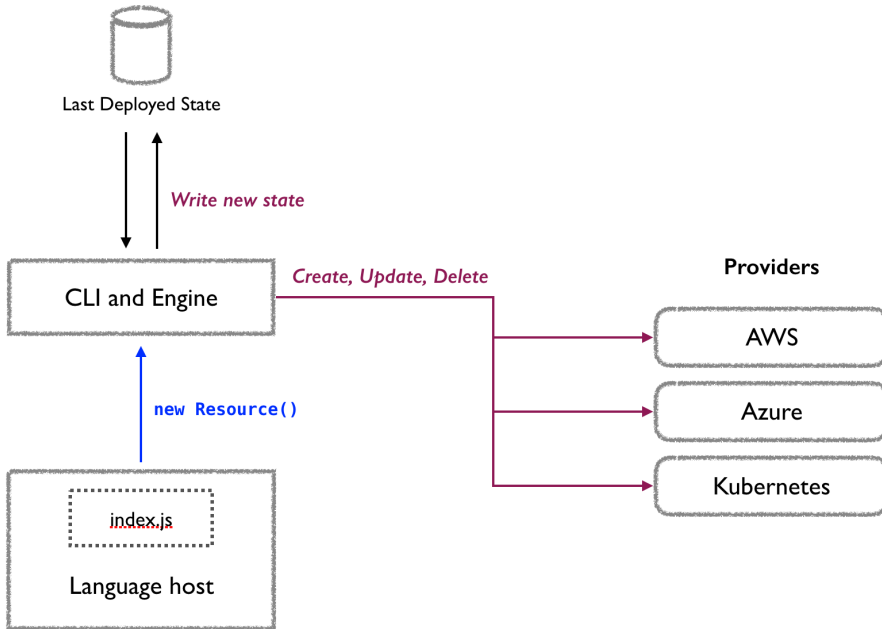 Last Deployed State
Write new state
CLI and Engine
Create, Update, Delete
Providers
AWS
Azure
Kubernetes
new Resource()
index.js
Language host